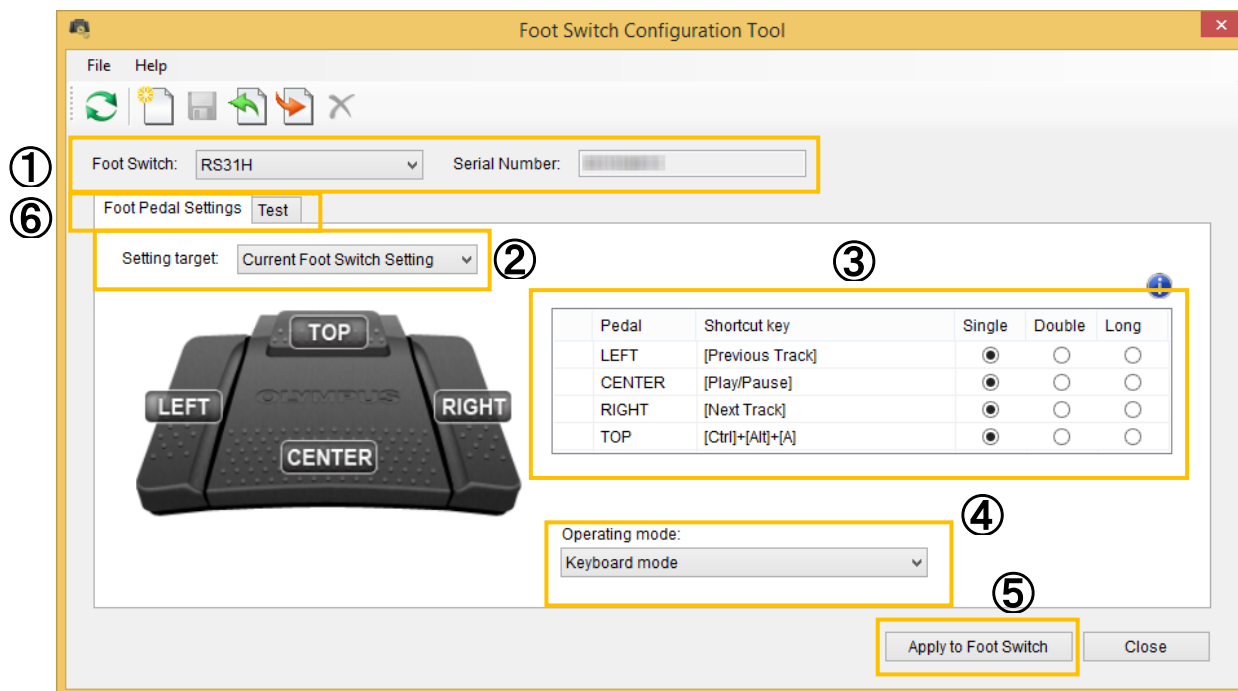 Foot Switch Configuration Tool
File Help
① Foot Switch: RS31H Serial Number:
⑥ Foot Pedal Settings Test
Setting target: Current Foot Switch Setting ②
③
TOP
LEFT
OLYMPUS
RIGHT
CENTER
Pedal Shortcut key Single Double Long
LEFT [Previous Track]
CENTER [Play/Pause]
RIGHT [Next Track]
TOP [Ctrl]+[Alt]+[A]
④
Operating mode:
Keyboard mode
⑤
Apply to Foot Switch Close